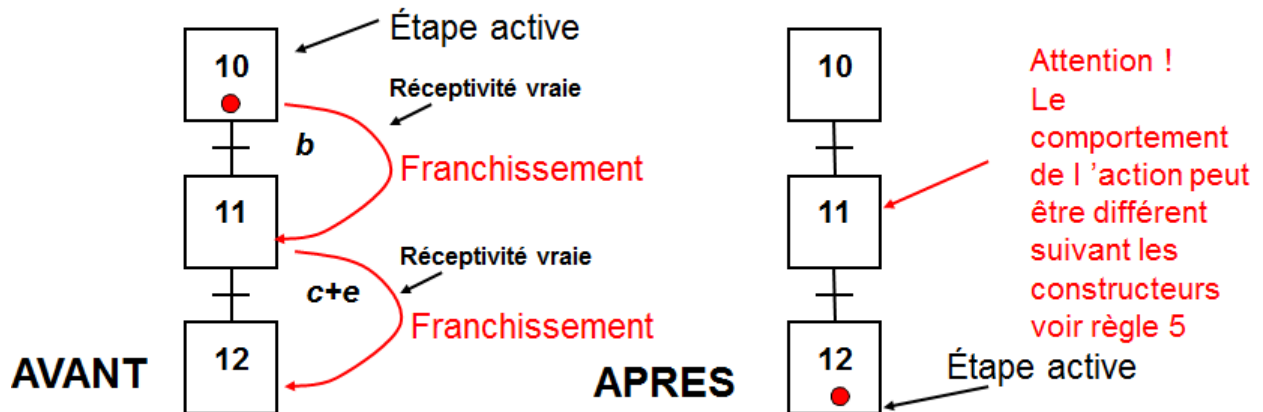 10
Étape active
Réceptivité vraie
b
Franchissement
11
Réceptivité vraie
c+e
Franchissement
12
AVANT
10
Attention !
Le
comportement
de l ’action peut
être différent
suivant les
constructeurs
voir règle 5
11
12
Étape active
APRES